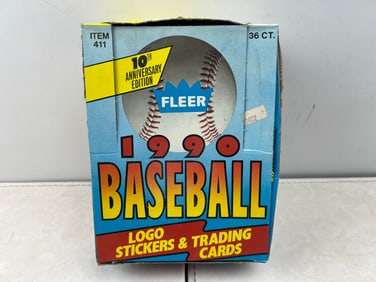 ITEM
411
36 CT.
10TH
ANNIVERSARY
EDITION
FLEER
1990
BASEBALL
LOGO
STICKERS & TRADING
CARDS